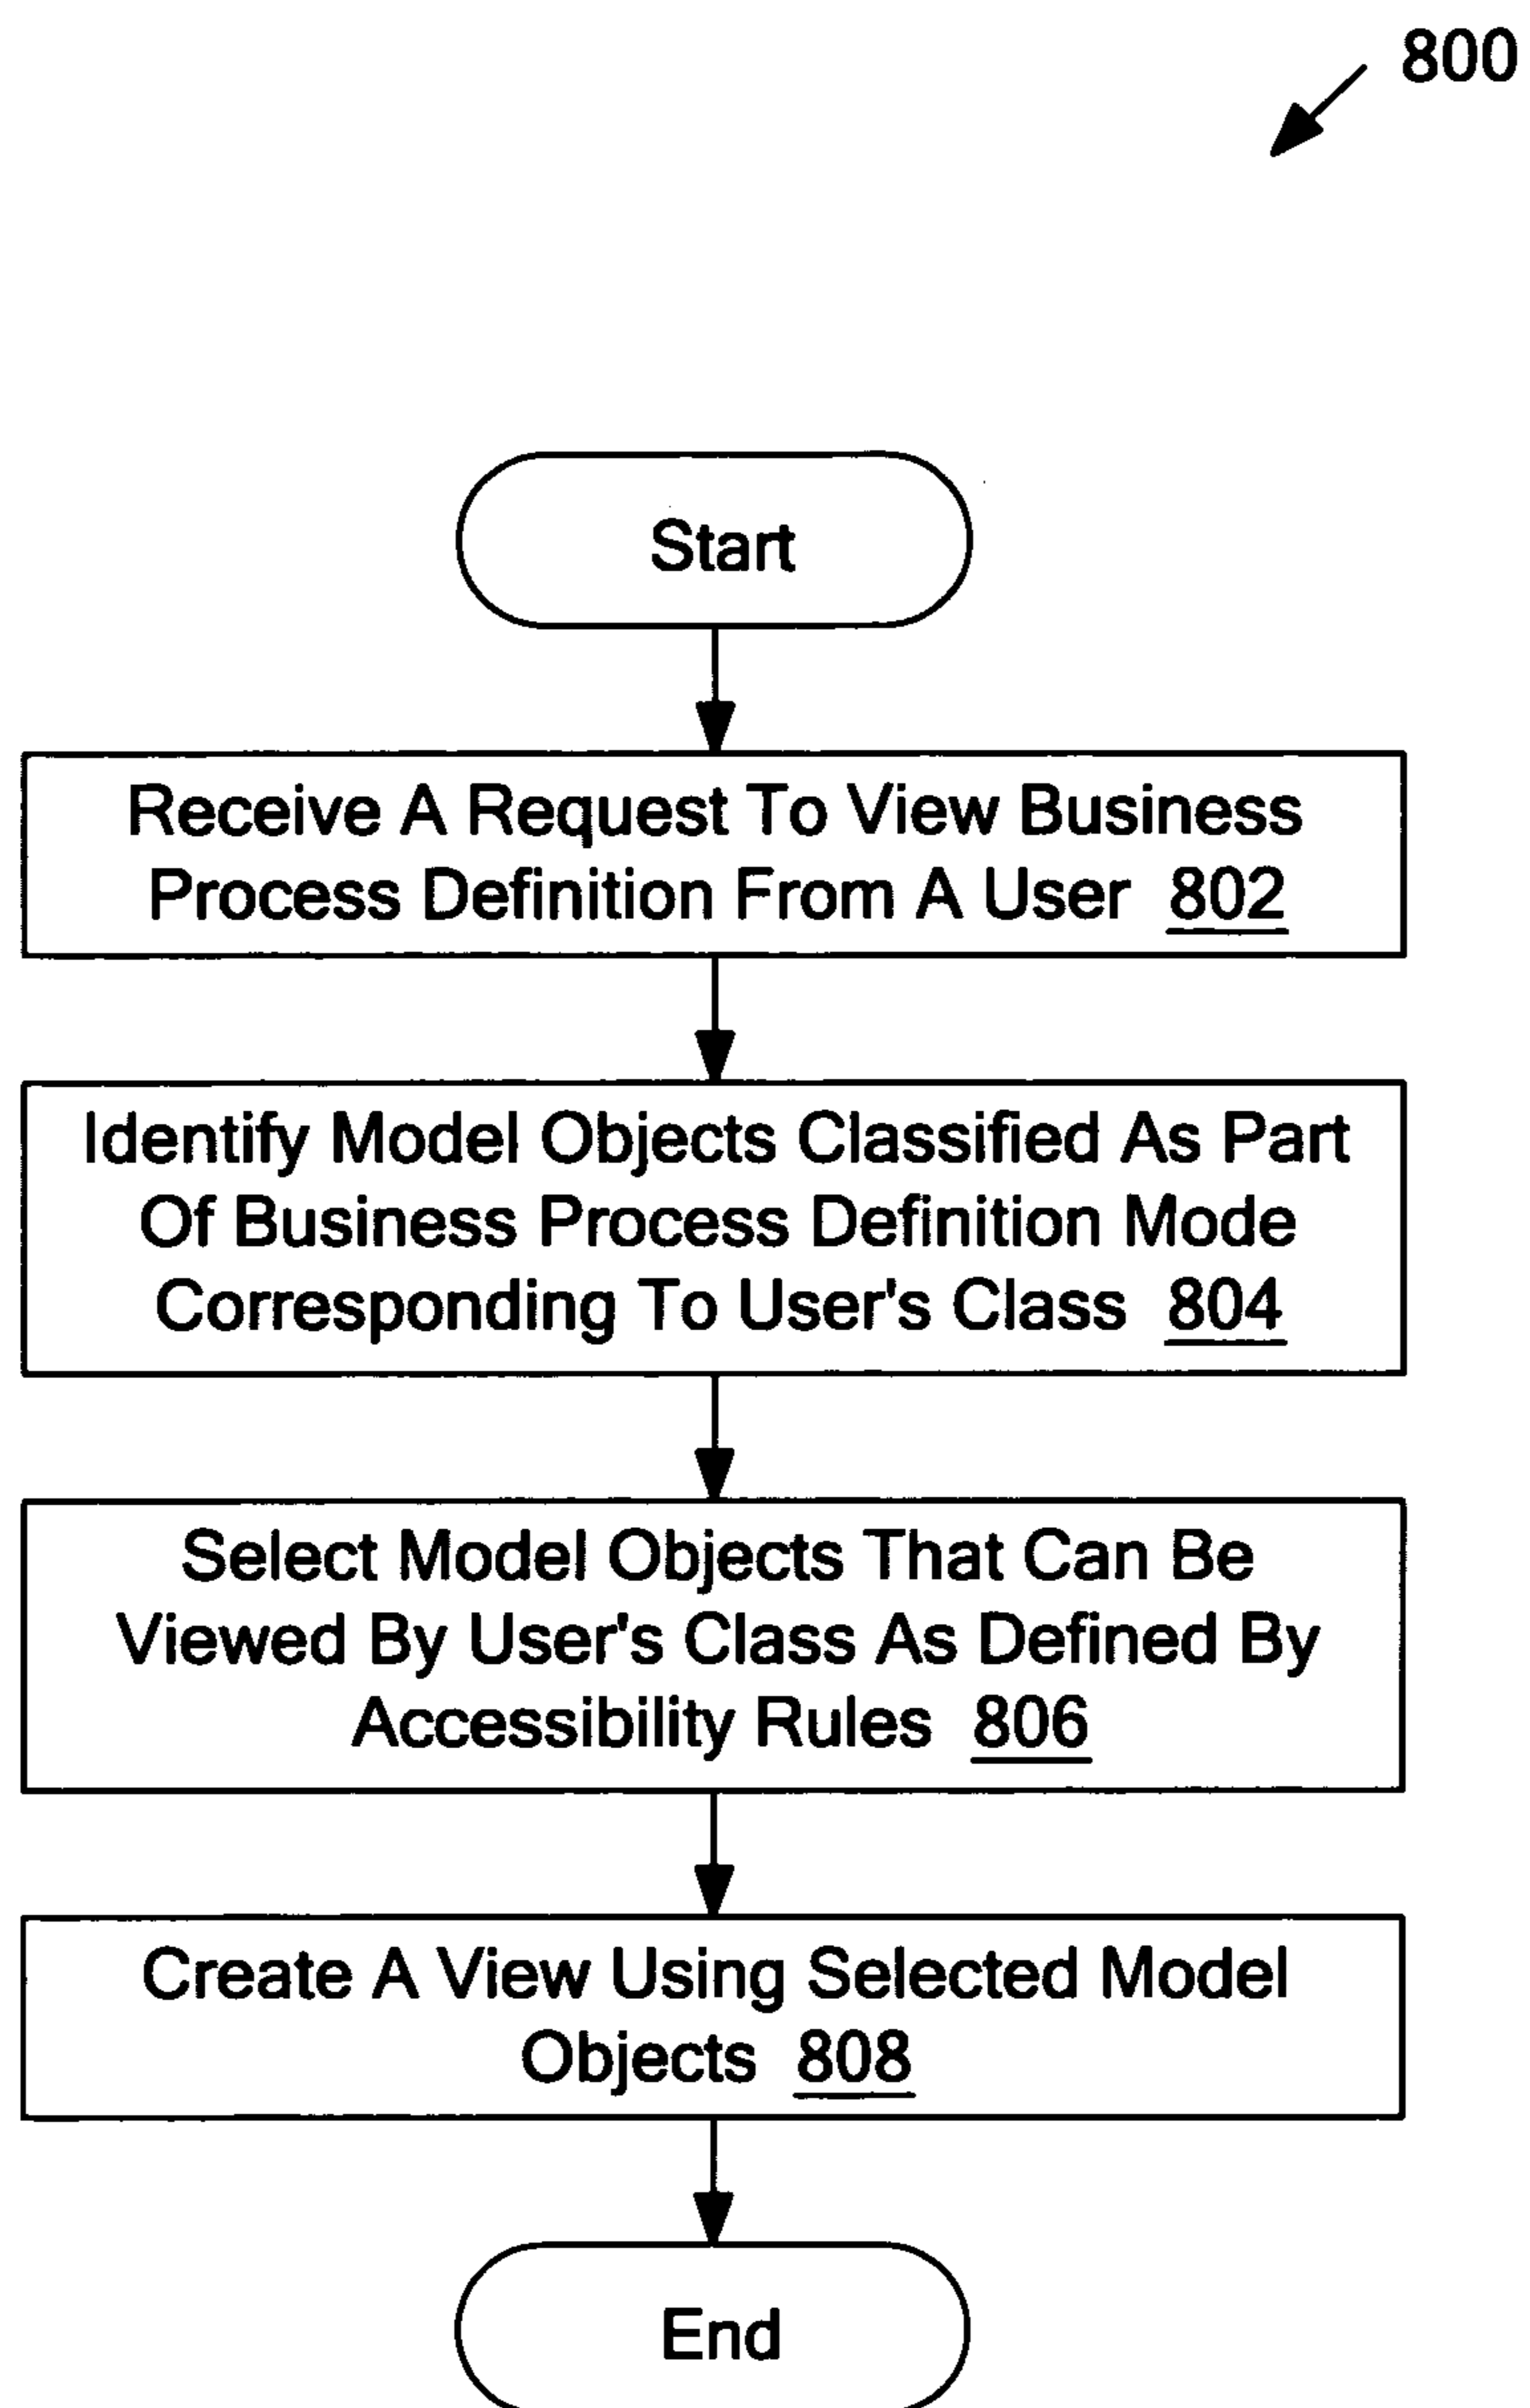 800
Start
Receive A Request To View Business
Process Definition From A User 802
Identify Model Objects Classified As Part
Of Business Process Definition Mode
Corresponding To User's Class 804
Select Model Objects That Can Be
Viewed By User's Class As Defined By
Accessibility Rules 806
Create A View Using Selected Model
Objects 808
End